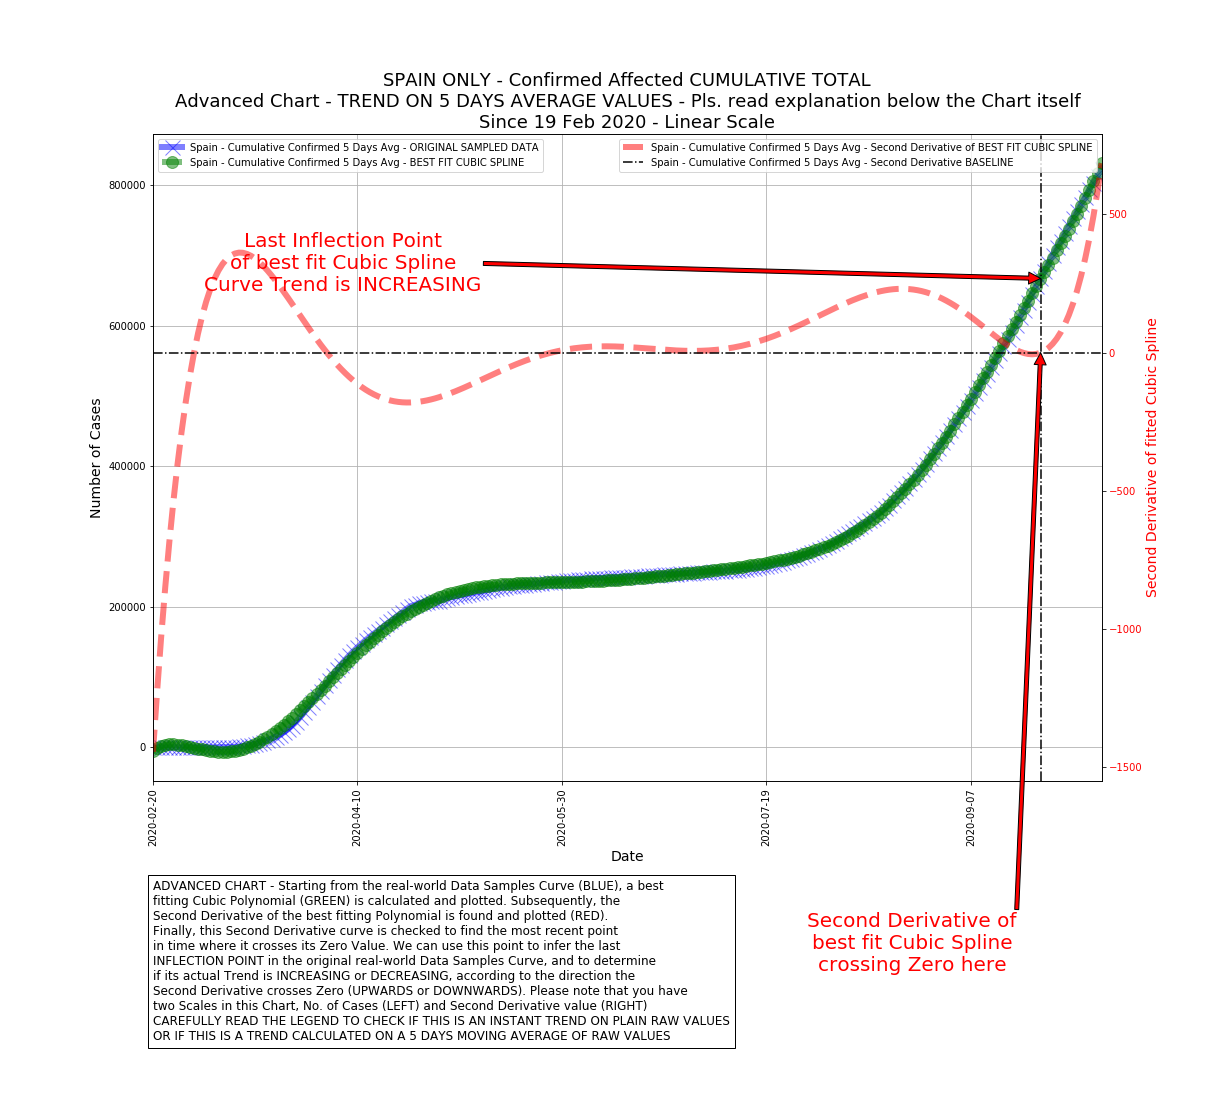 SPAIN ONLY - Confirmed Affected CUMULATIVE TOTAL
Advanced Chart - TREND ON 5 DAYS AVERAGE VALUES - Pls. read explanation below the Chart itself
Since 19 Feb 2020 - Linear Scale
Spain - Cumulative Confirmed 5 Days Avg - ORIGINAL SAMPLED DATA
Spain - Cumulative Confirmed 5 Days Avg - BEST FIT CUBIC SPLINE
Spain - Cumulative Confirmed 5 Days Avg - Second Derivative of BEST FIT CUBIC SPLINE
Spain - Cumulative Confirmed 5 Days Avg - Second Derivative BASELINE
Last Inflection Point
of best fit Cubic Spline
Curve Trend is INCREASING
Number of Cases
800000
600000
400000
200000
0
500
0
−500
−1000
−1500
Second Derivative of fitted Cubic Spline
2020-02-20
2020-04-10
2020-05-30
2020-07-19
2020-09-07
Date
ADVANCED CHART - Starting from the real-world Data Samples Curve (BLUE), a best
fitting Cubic Polynomial (GREEN) is calculated and plotted. Subsequently, the
Second Derivative of the best fitting Polynomial is found and plotted (RED).
Finally, this Second Derivative curve is checked to find the most recent point
in time where it crosses its Zero Value. We can use this point to infer the last
INFLECTION POINT in the original real-world Data Samples Curve, and to determine
if its actual Trend is INCREASING or DECREASING, according to the direction the
Second Derivative crosses Zero (UPWARDS or DOWNWARDS). Please note that you have
two Scales in this Chart, No. of Cases (LEFT) and Second Derivative value (RIGHT)
CAREFULLY READ THE LEGEND TO CHECK IF THIS IS AN INSTANT TREND ON PLAIN RAW VALUES
OR IF THIS IS A TREND CALCULATED ON A 5 DAYS MOVING AVERAGE OF RAW VALUES
Second Derivative of
best fit Cubic Spline
crossing Zero here